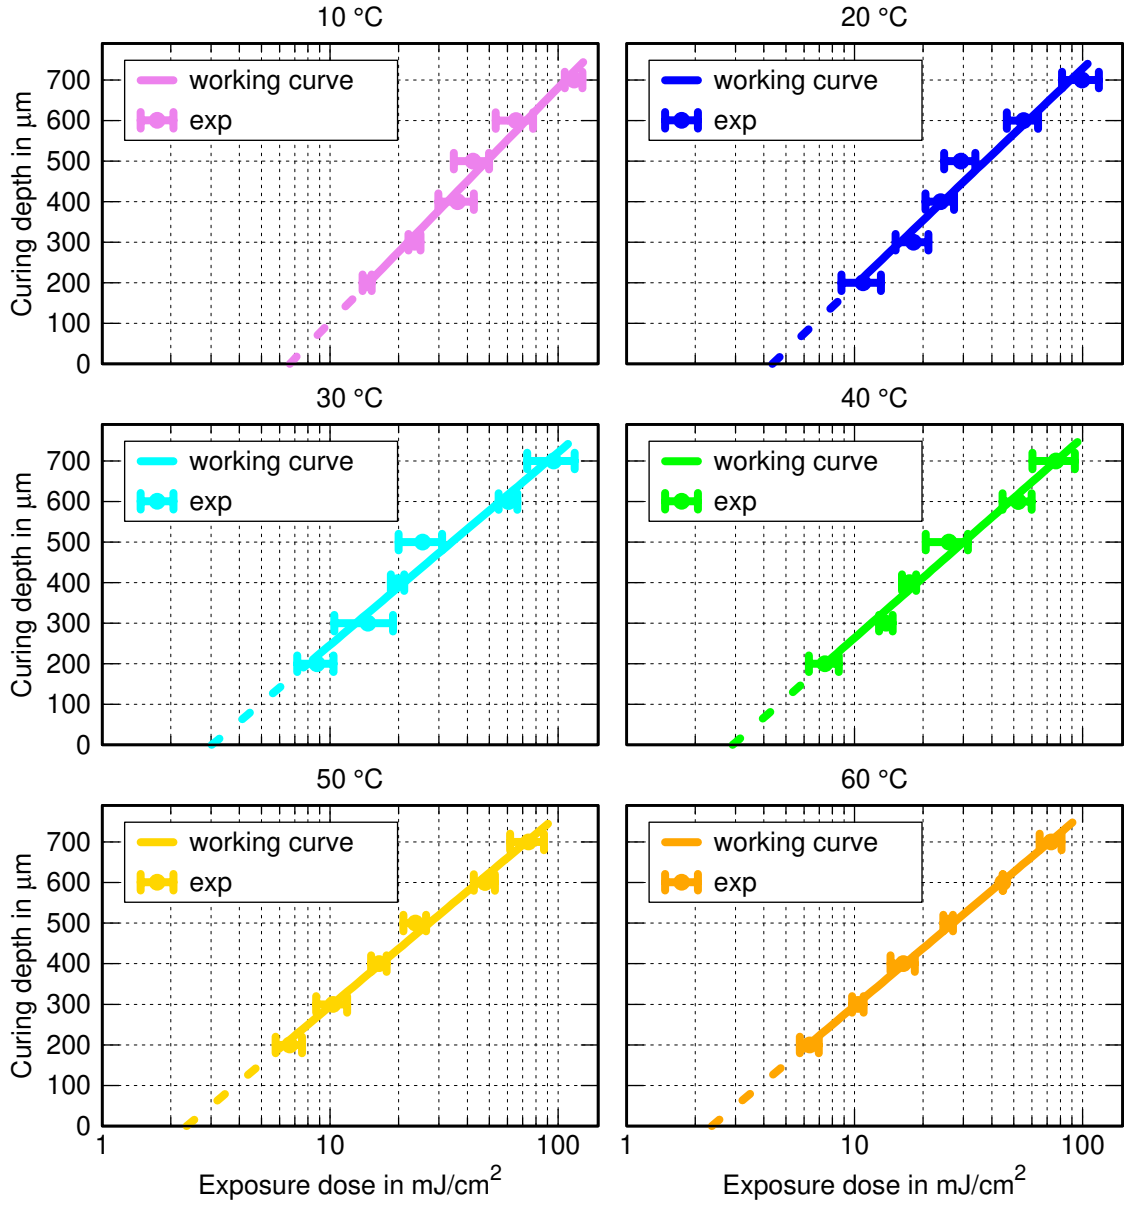 10 °C
20 °C
Curing depth in μm
700
600
500
400
300
200
100
0
working curve
exp
working curve
exp
30 °C
40 °C
Curing depth in μm
700
600
500
400
300
200
100
0
working curve
exp
working curve
exp
50 °C
60 °C
Curing depth in μm
700
600
500
400
300
200
100
0
working curve
exp
working curve
exp
1 10 100
1 10 100
Exposure dose in mJ/cm²
Exposure dose in mJ/cm²